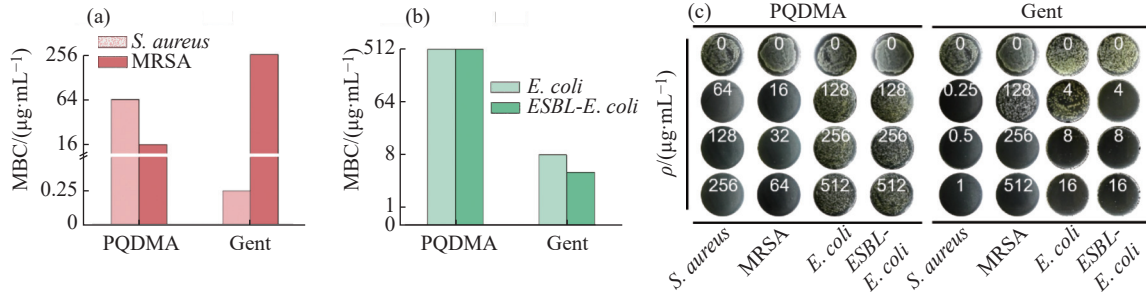 (a)
MBC/(μg·mL⁻¹)
256
64
16
0.25
0
S. aureus
MRSA
PQDMA
Gent
(b)
MBC/(μg·mL⁻¹)
512
64
8
1
0
E. coli
ESBL-E. coli
PQDMA
Gent
(c)
PQDMA
Gent
ρ/(μg·mL⁻¹)
0 0 0 0 0 0 0 0
64 16 128 128 0.25 128 4 4
128 32 256 256 0.5 256 8 8
256 64 512 512 1 512 16 16
S. aureus
MRSA
E. coli
ESBL-
E. coli
S. aureus
MRSA
E. coli
ESBL-
E. coli